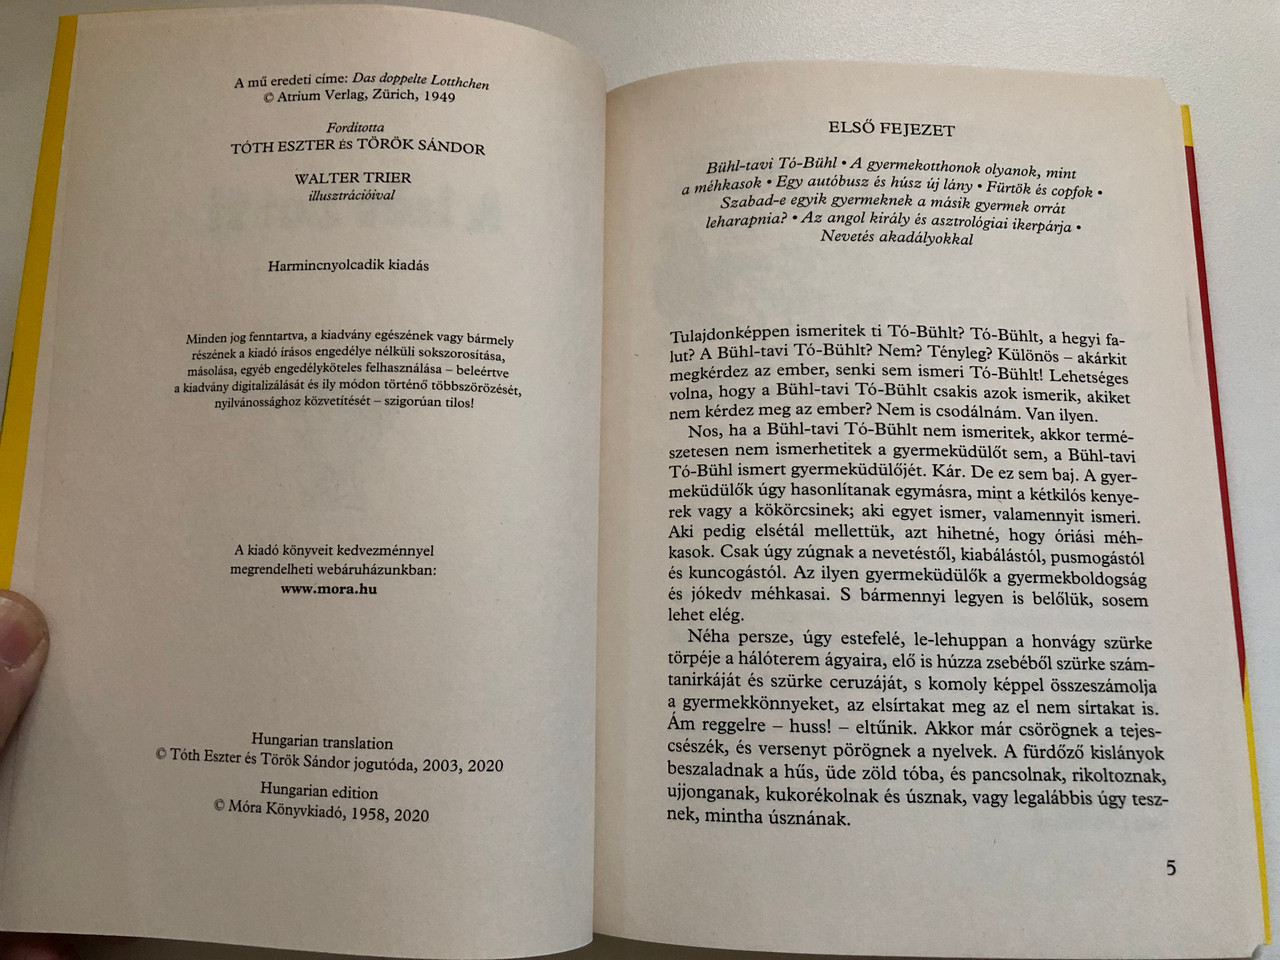 A mű eredeti címe: Das doppelte Lotthchen
© Atrium Verlag, Zürich, 1949
Fordította
TÓTH ESZTER ÉS TÖRÖK SÁNDOR
WALTER TRIER
illusztrációival
Harmincnyolcadik kiadás
Minden jog fenntartva, a kiadvány egészének vagy bármely
részének a kiadó írásos engedélye nélküli sokszorosítása,
másolása, egyéb engedélyköteles felhasználása – beleértve
a kiadvány digitalizálását és ily módon történő többszörözését,
nyilvánossághoz közvetítését – szigorúan tilos!
A kiadó könyveit kedvezménnyel
megrendelheti webáruházunkban:
www.mora.hu
Hungarian translation
© Tóth Eszter és Török Sándor jogutóda, 2003, 2020
Hungarian edition
© Móra Könyvkiadó, 1958, 2020
ELSŐ FEJEZET
Bühl-tavi Tó-Bühl • A gyermekotthonok olyanok, mint
a méhkasok • Egy autóbusz és húsz új lány • Fürtök és copfok •
Szabad-e egyik gyermeknek a másik gyermek orrát
leharapnia? • Az angol király és asztrológiai ikerpárja •
Nevetés akadályokkal
Tulajdonképpen ismeritek ti Tó-Bühlt? Tó-Bühlt, a hegyi fa-
lut? A Bühl-tavi Tó-Bühlt? Nem? Tényleg? Különös – akárkit
megkérdez az ember, senki sem ismeri Tó-Bühlt! Lehetséges
volna, hogy a Bühl-tavi Tó-Bühlt csakis azok ismerik, akiket
nem kérdez meg az ember? Nem is csodálnám. Van ilyen.
Nos, ha a Bühl-tavi Tó-Bühlt nem ismeritek, akkor termé-
szetesen nem ismerhetitek a gyermeküdülőt sem, a Bühl-tavi
Tó-Bühl ismert gyermeküdülőjét. Kár. De ez sem baj. A gyer-
meküdülők úgy hasonlítanak egymásra, mint a kétkilós kenye-
rek vagy a kökörcsinek; aki egyet ismer, valamennyit ismeri.
Aki pedig elsétál mellettük, azt hihetné, hogy óriási méh-
kasok. Csak úgy zúgnak a nevetéstől, kiabálástól, pusmogástól
és kuncogástól. Az ilyen gyermeküdülők a gyermekboldogság
és jókedv méhkasai. S bármennyi legyen is belőlük, sosem
lehet elég.
Néha persze, úgy estefelé, le-lehuppan a honvágy szürke
törpéje a hálóterem ágyaira, elő is húzza zsebéből szürke szám-
tanirkáját és szürke ceruzáját, s komoly képpel összeszámolja
a gyermekkönnyeket, az elsírtakat meg az el nem sírtakat is.
Ám reggelre – huss! – eltűnik. Akkor már csörögnek a tejes-
csészék, és versenyt pörögnek a nyelvek. A fürdőző kislányok
beszaladnak a hűs, üde zöld tóba, és pancsolnak, rikoltoznak,
ujjonganak, kukorékolnak és úsznak, vagy legalábbis úgy tesz-
nek, mintha úsznának.
5